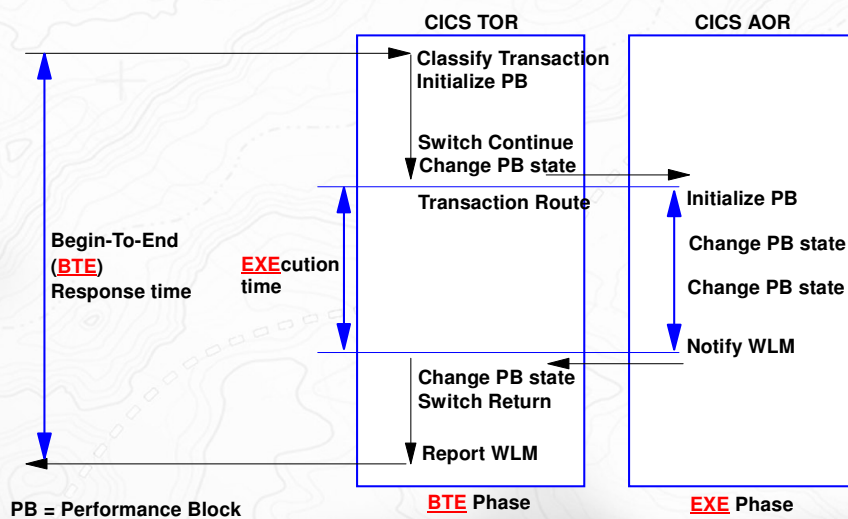 CICS TOR
CICS AOR
Classify Transaction
Initialize PB
Switch Continue
Change PB state
Transaction Route
Initialize PB
Change PB state
Change PB state
Notify WLM
Begin-To-End
(BTE)
Response time
EXEcution
time
Change PB state
Switch Return
Report WLM
BTE Phase
EXE Phase
PB = Performance Block